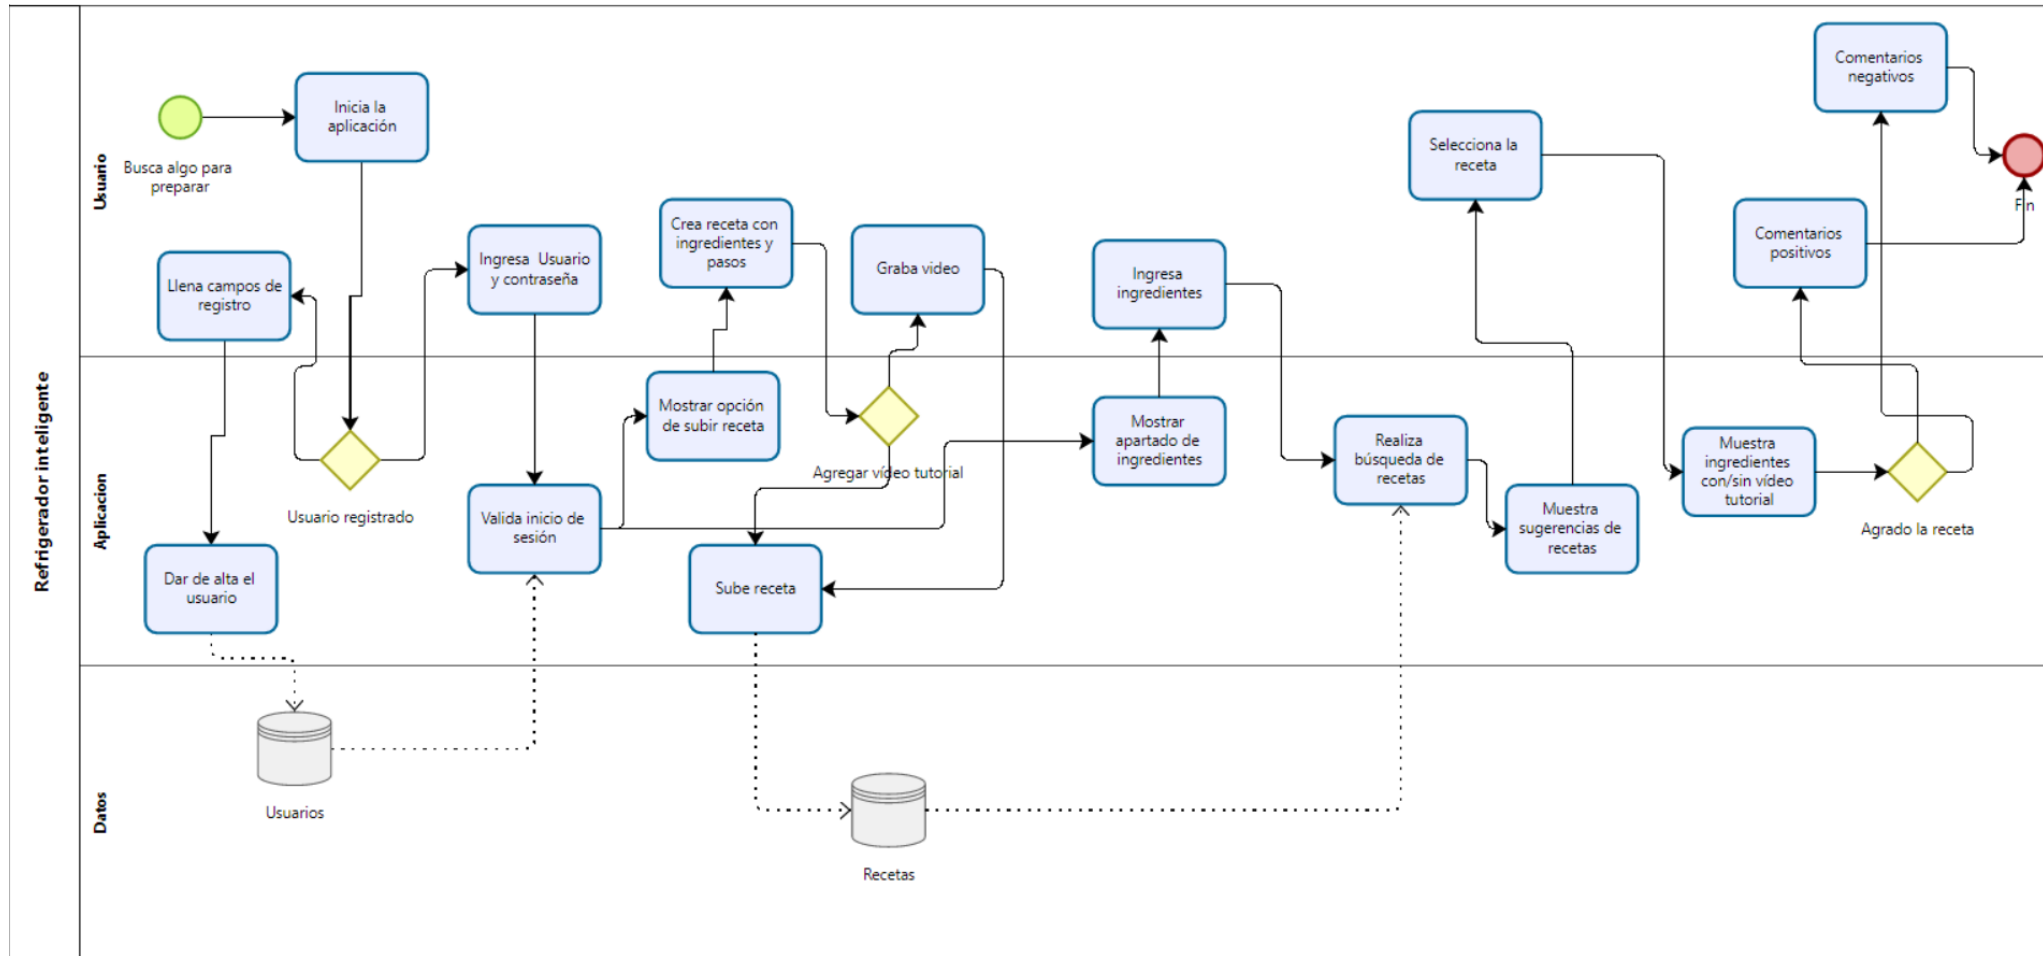 Refrigerador inteligente
Usuario
Busca algo para
preparar
Inicia la
aplicación
Llena campos de
registro
Ingresa Usuario
y contraseña
Crea receta con
ingredientes y
pasos
Graba video
Ingresa
ingredientes
Selecciona la
receta
Comentarios
negativos
Comentarios
positivos
Fin
Aplicacion
Usuario registrado
Dar de alta el
usuario
Valida inicio de
sesión
Mostrar opción
de subir receta
Agregar vídeo tutorial
Sube receta
Mostrar
apartado de
ingredientes
Realiza
búsqueda de
recetas
Muestra
sugerencias de
recetas
Muestra
ingredientes
con/sin vídeo
tutorial
Agrado la receta
Datos
Usuarios
Recetas